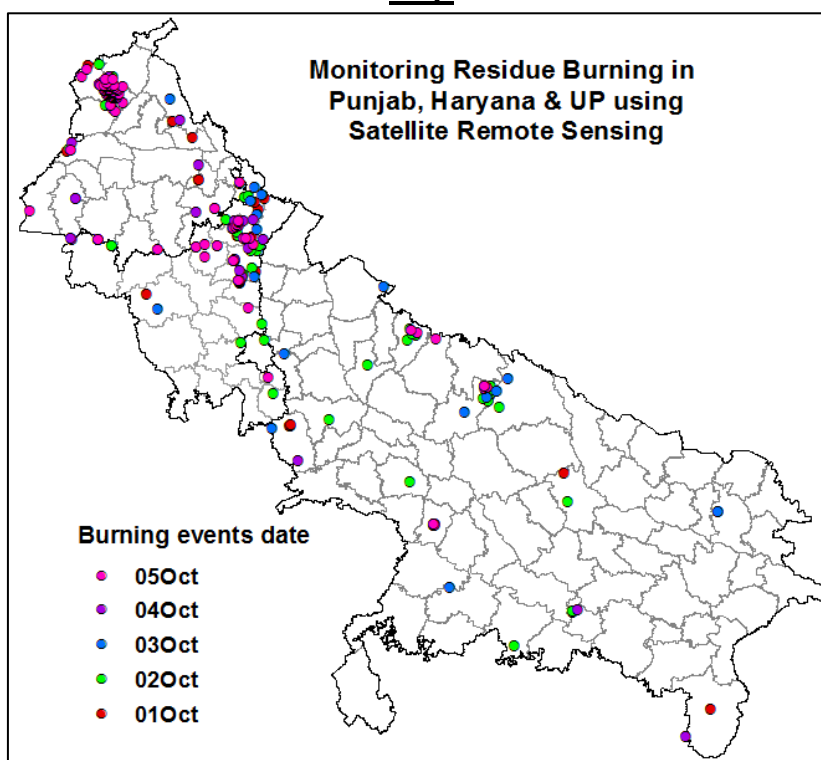 Monitoring Residue Burning in
Punjab, Haryana & UP using
Satellite Remote Sensing
Burning events date
05Oct
04Oct
03Oct
02Oct
01Oct